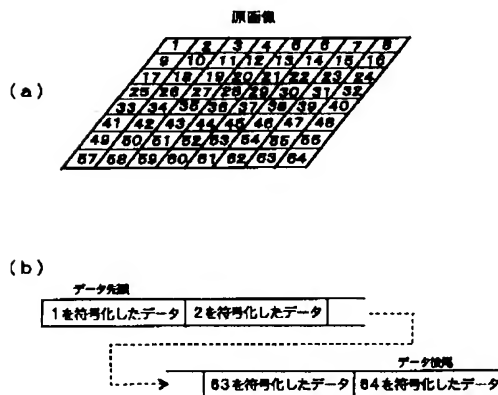 原画像
(a)
1 2 3 4 5 6 7 8
9 10 11 12 13 14 15 16
17 18 19 20 21 22 23 24
25 26 27 28 29 30 31 32
33 34 35 36 37 38 39 40
41 42 43 44 45 46 47 48
49 50 51 52 53 54 55 56
57 58 59 60 61 62 63 64
(b)
データ先頭
1を符号化したデータ 2を符号化したデータ
データ後尾
63を符号化したデータ 64を符号化したデータ